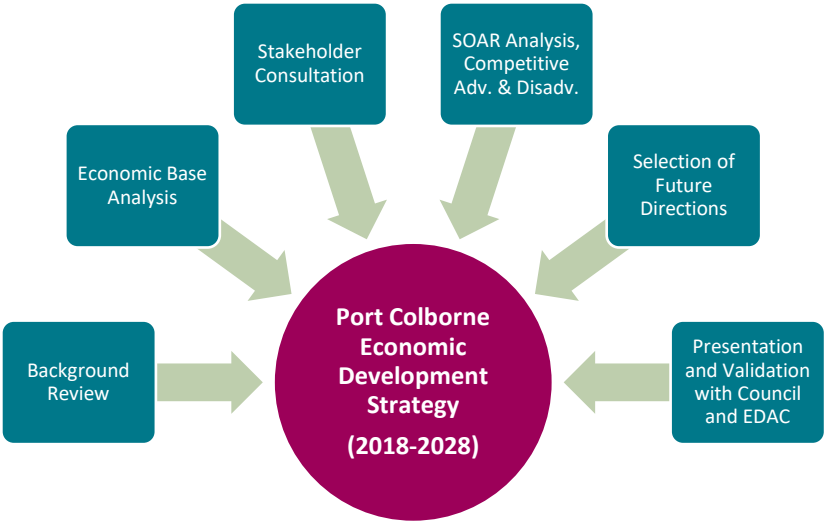 Stakeholder
Consultation
SOAR Analysis,
Competitive
Adv. & Disadv.
Economic Base
Analysis
Selection of
Future
Directions
Background
Review
Port Colborne
Economic
Development
Strategy
(2018-2028)
Presentation
and Validation
with Council
and EDAC